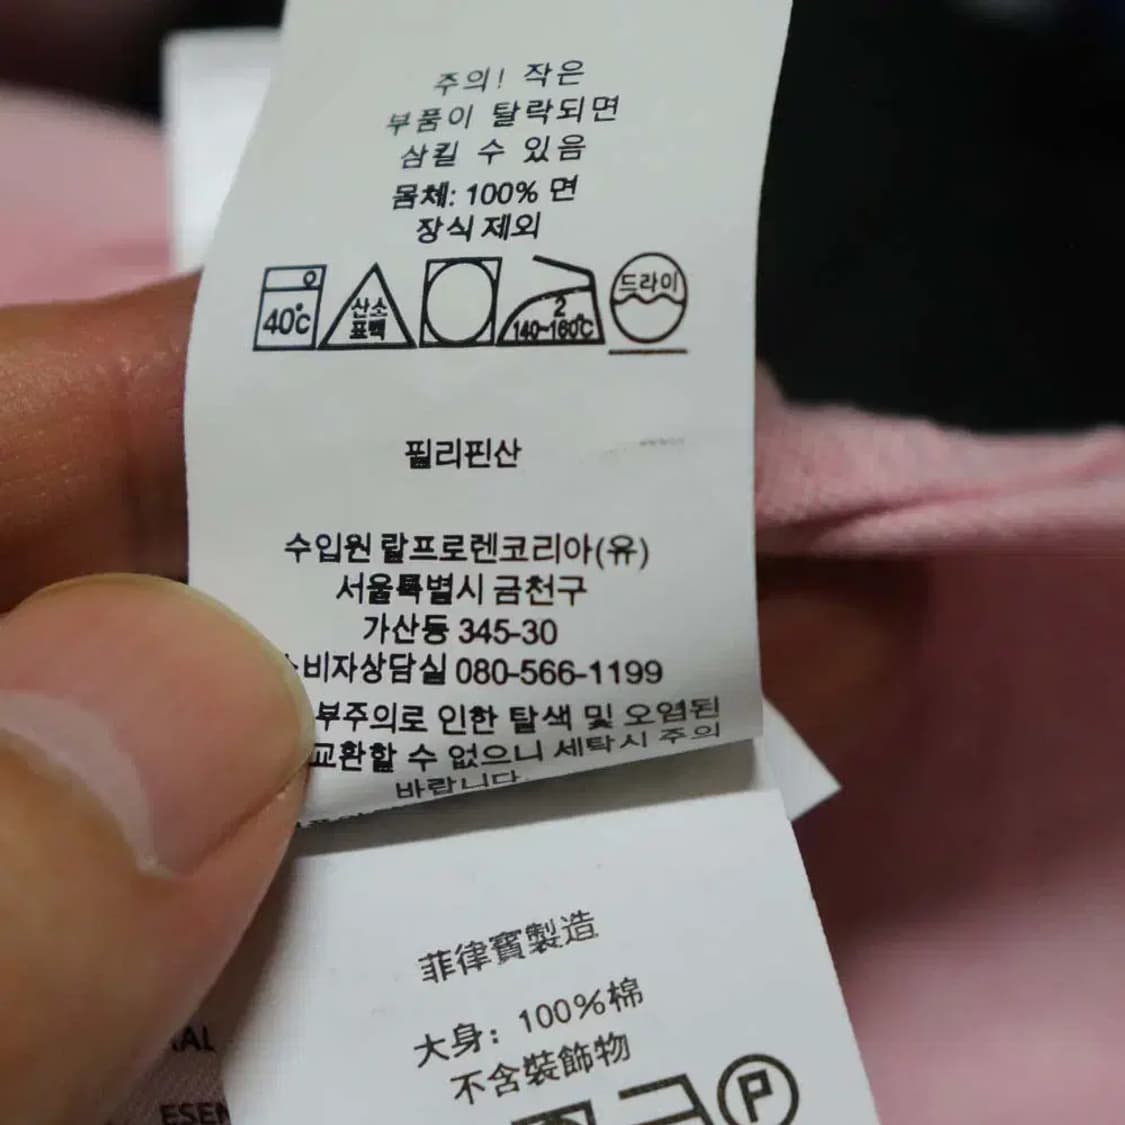 주의! 작은
부품이 탈락되면
삼킬 수 있음
몸체: 100% 면
장식 제외
40°c
산소
표백
2
140~160°C
드라이
필리핀산
수입원 랄프로렌코리아(유)
서울특별시 금천구
가산동 345-30
비자상담실 080-566-1199
부주의로 인한 탈색 및 오염된
교환할 수 없으니 세탁시 주의
바랍니다.
菲律賓製造
大身：100%棉
不含裝飾物
P